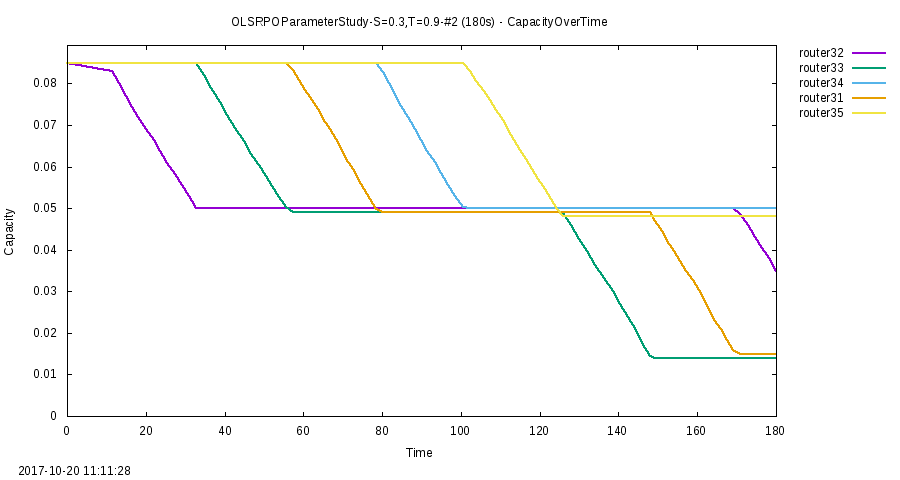 OLSRPOParameterStudy-S=0.3,T=0.9-#2 (180s) - CapacityOverTime
router32
router33
router34
router31
router35
0.08
0.07
0.06
0.05
0.04
0.03
0.02
0.01
0
Capacity
0 20 40 60 80 100 120 140 160 180
Time
2017-10-20 11:11:28